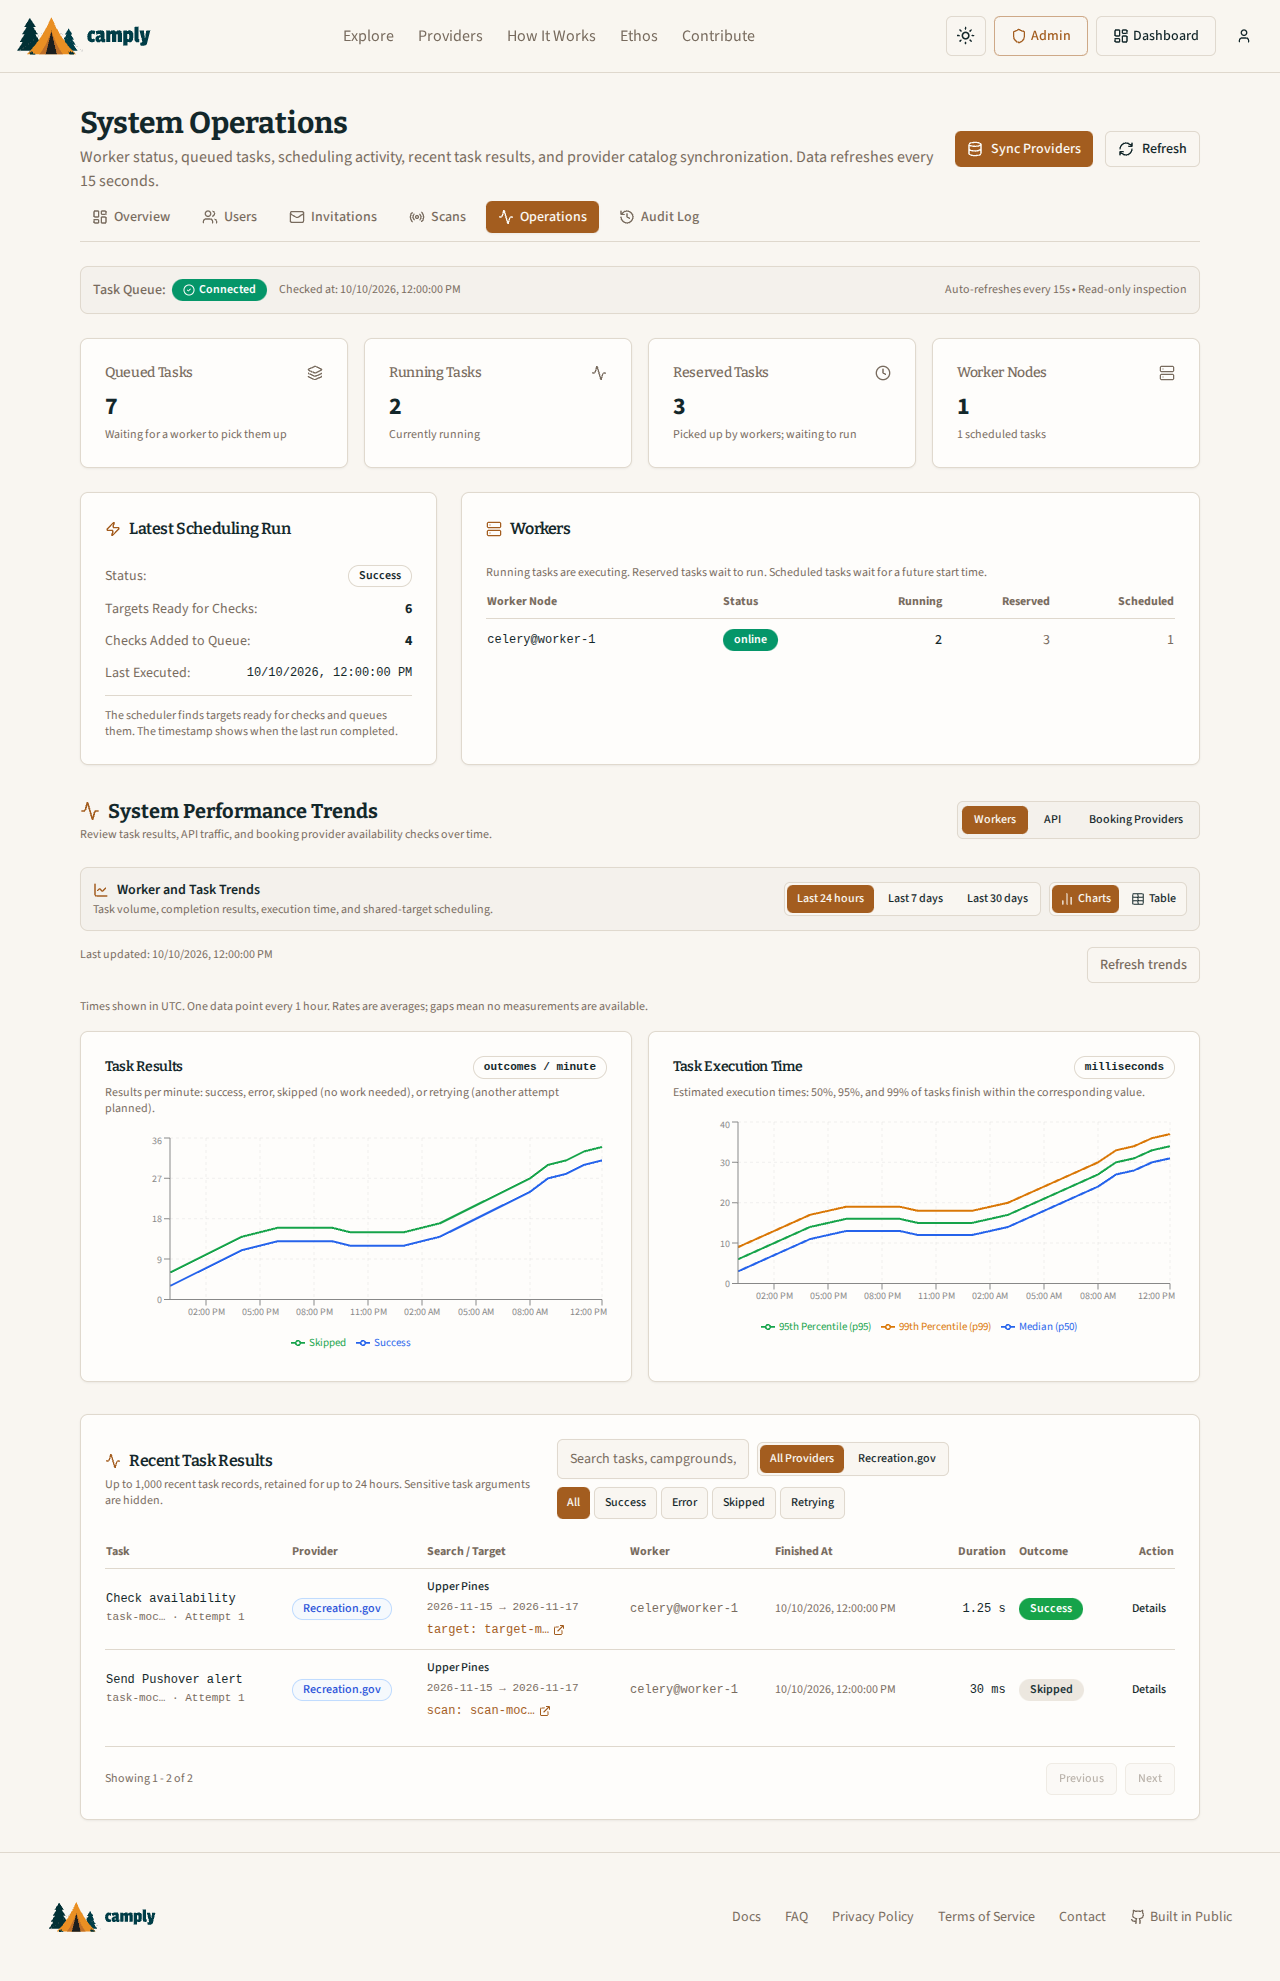 camply
Explore
Providers
How It Works
Ethos
Contribute
Admin
Dashboard
System Operations
Worker status, queued tasks, scheduling activity, recent task results, and provider catalog synchronization. Data refreshes every
15 seconds.
Sync Providers
Refresh
Overview
Users
Invitations
Scans
Operations
Audit Log
Task Queue:
Connected
Checked at: 10/10/2026, 12:00:00 PM
Auto-refreshes every 15s • Read-only inspection
Queued Tasks
7
Waiting for a worker to pick them up
Running Tasks
2
Currently running
Reserved Tasks
3
Picked up by workers; waiting to run
Worker Nodes
1
1 scheduled tasks
Latest Scheduling Run
Status:
Success
Targets Ready for Checks:
6
Checks Added to Queue:
4
Last Executed:
10/10/2026, 12:00:00 PM
The scheduler finds targets ready for checks and queues
them. The timestamp shows when the last run completed.
Workers
Running tasks are executing. Reserved tasks wait to run. Scheduled tasks wait for a future start time.
Worker Node
Status
Running
Reserved
Scheduled
celery@worker-1
online
2
3
1
System Performance Trends
Review task results, API traffic, and booking provider availability checks over time.
Workers
API
Booking Providers
Worker and Task Trends
Task volume, completion results, execution time, and shared-target scheduling.
Last 24 hours
Last 7 days
Last 30 days
Charts
Table
Last updated: 10/10/2026, 12:00:00 PM
Refresh trends
Times shown in UTC. One data point every 1 hour. Rates are averages; gaps mean no measurements are available.
Task Results
outcomes / minute
Results per minute: success, error, skipped (no work needed), or retrying (another attempt
planned).
36
27
18
9
0
02:00 PM
05:00 PM
08:00 PM
11:00 PM
02:00 AM
05:00 AM
08:00 AM
12:00 PM
Skipped
Success
Task Execution Time
milliseconds
Estimated execution times: 50%, 95%, and 99% of tasks finish within the corresponding value.
40
30
20
10
0
02:00 PM
05:00 PM
08:00 PM
11:00 PM
02:00 AM
05:00 AM
08:00 AM
12:00 PM
95th Percentile (p95)
99th Percentile (p99)
Median (p50)
Recent Task Results
Up to 1,000 recent task records, retained for up to 24 hours. Sensitive task arguments
are hidden.
Search tasks, campgrounds,
All Providers
Recreation.gov
All
Success
Error
Skipped
Retrying
Task
Provider
Search / Target
Worker
Finished At
Duration
Outcome
Action
Check availability
task-moc… · Attempt 1
Recreation.gov
Upper Pines
2026-11-15 → 2026-11-17
target: target-m…
celery@worker-1
10/10/2026, 12:00:00 PM
1.25 s
Success
Details
Send Pushover alert
task-moc… · Attempt 1
Recreation.gov
Upper Pines
2026-11-15 → 2026-11-17
scan: scan-moc…
celery@worker-1
10/10/2026, 12:00:00 PM
30 ms
Skipped
Details
Showing 1 - 2 of 2
Previous
Next
camply
Docs
FAQ
Privacy Policy
Terms of Service
Contact
Built in Public